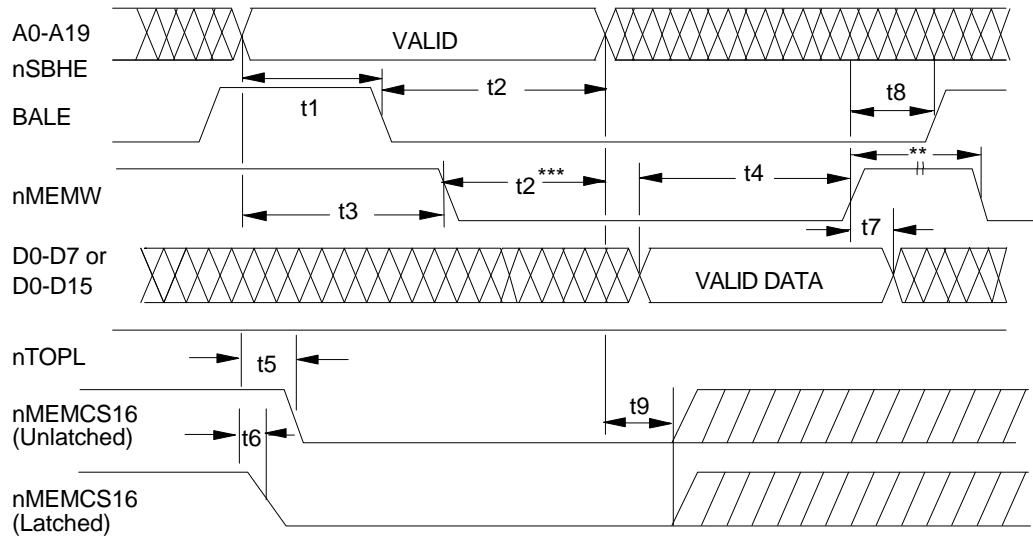 A0-A19
VALID
nSBHE
t1
t2
t8
BALE
**
nMEMW
t2***
t4
t3
t7
D0-D7 or
D0-D15
VALID DATA
nTOPL
t5
nMEMCS16
(Unlatched)
t9
t6
nMEMCS16
(Latched)